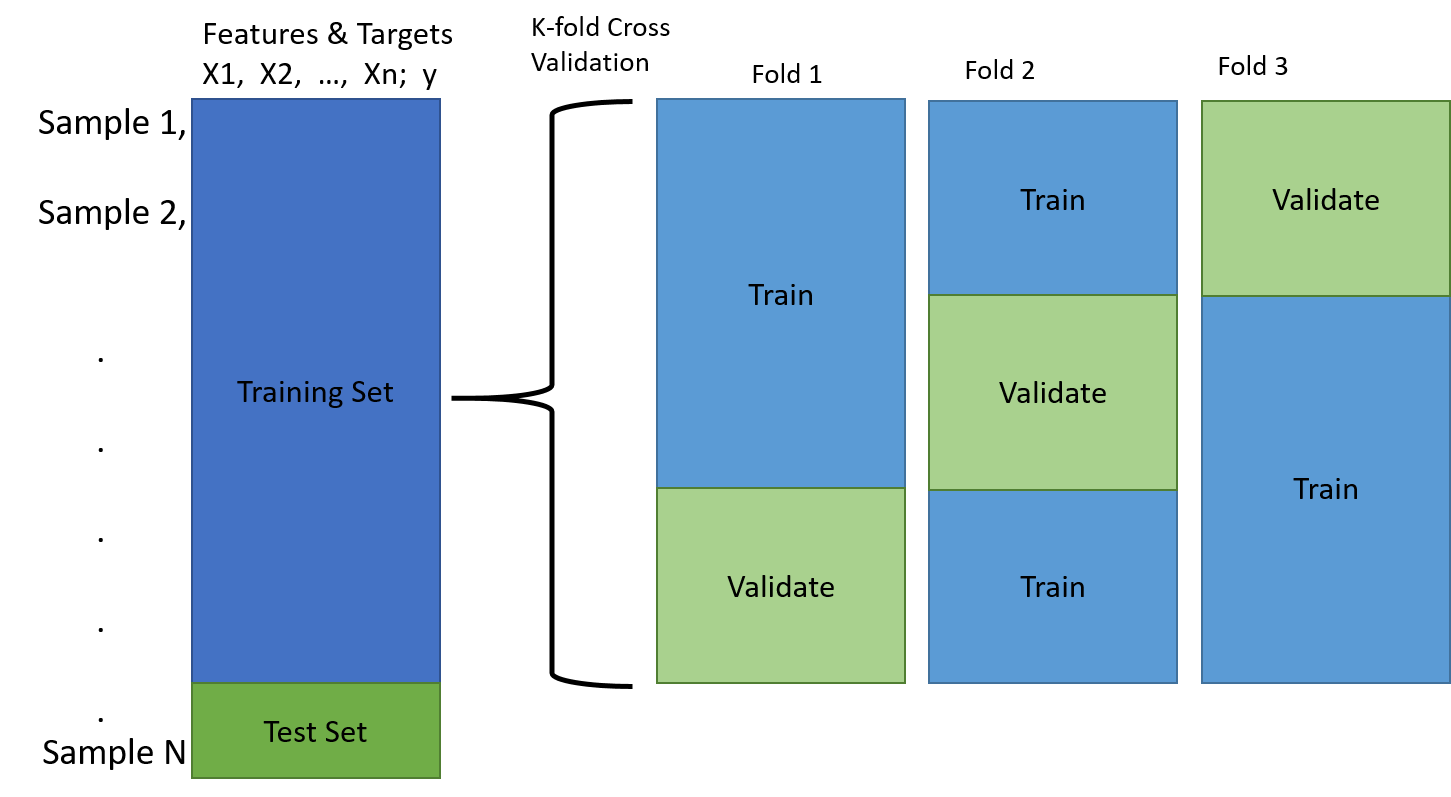 Features & Targets
X1, X2, ..., Xn; y
K-fold Cross
Validation
Fold 1
Fold 2
Fold 3
Sample 1,
Sample 2,
.
.
.
.
.
Sample N
Training Set
Test Set
Train
Validate
Train
Validate
Train
Validate
Train